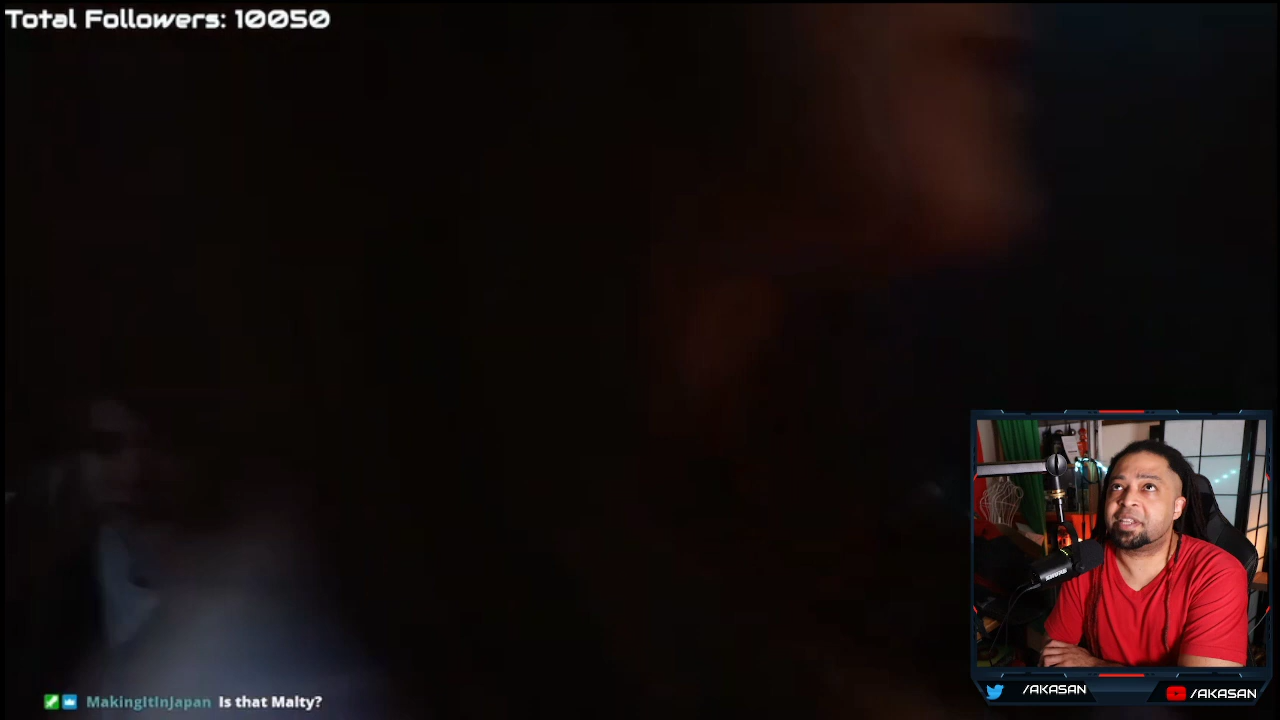 Total Followers: 10050
MakingItInJapan Is that Malty?
/AKASAN
/AKASAN